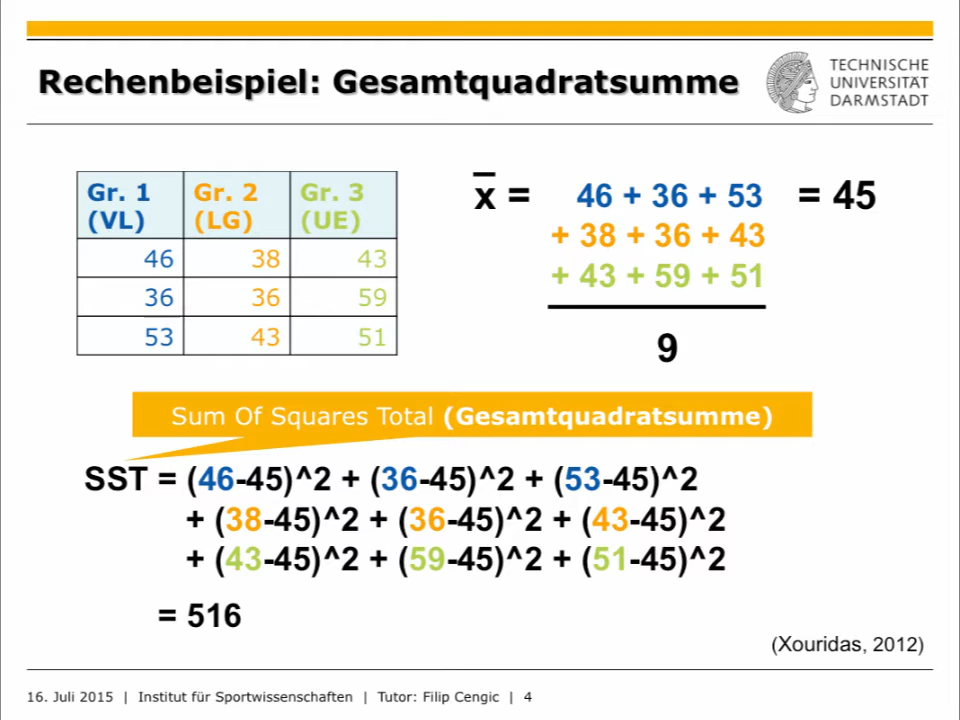 Rechenbeispiel: Gesamtquadratsumme
TECHNISCHE
UNIVERSITÄT
DARMSTADT
Gr. 1 (VL) Gr. 2 (LG) Gr. 3 (UE)
46 38 43
36 36 59
53 43 51
x̅ = 46 + 36 + 53 = 45
+ 38 + 36 + 43
+ 43 + 59 + 51
9
Sum Of Squares Total (Gesamtquadratsumme)
SST = (46-45)^2 + (36-45)^2 + (53-45)^2
+ (38-45)^2 + (36-45)^2 + (43-45)^2
+ (43-45)^2 + (59-45)^2 + (51-45)^2
= 516
(Xouridas, 2012)
16. Juli 2015 | Institut für Sportwissenschaften | Tutor: Filip Cengic | 4